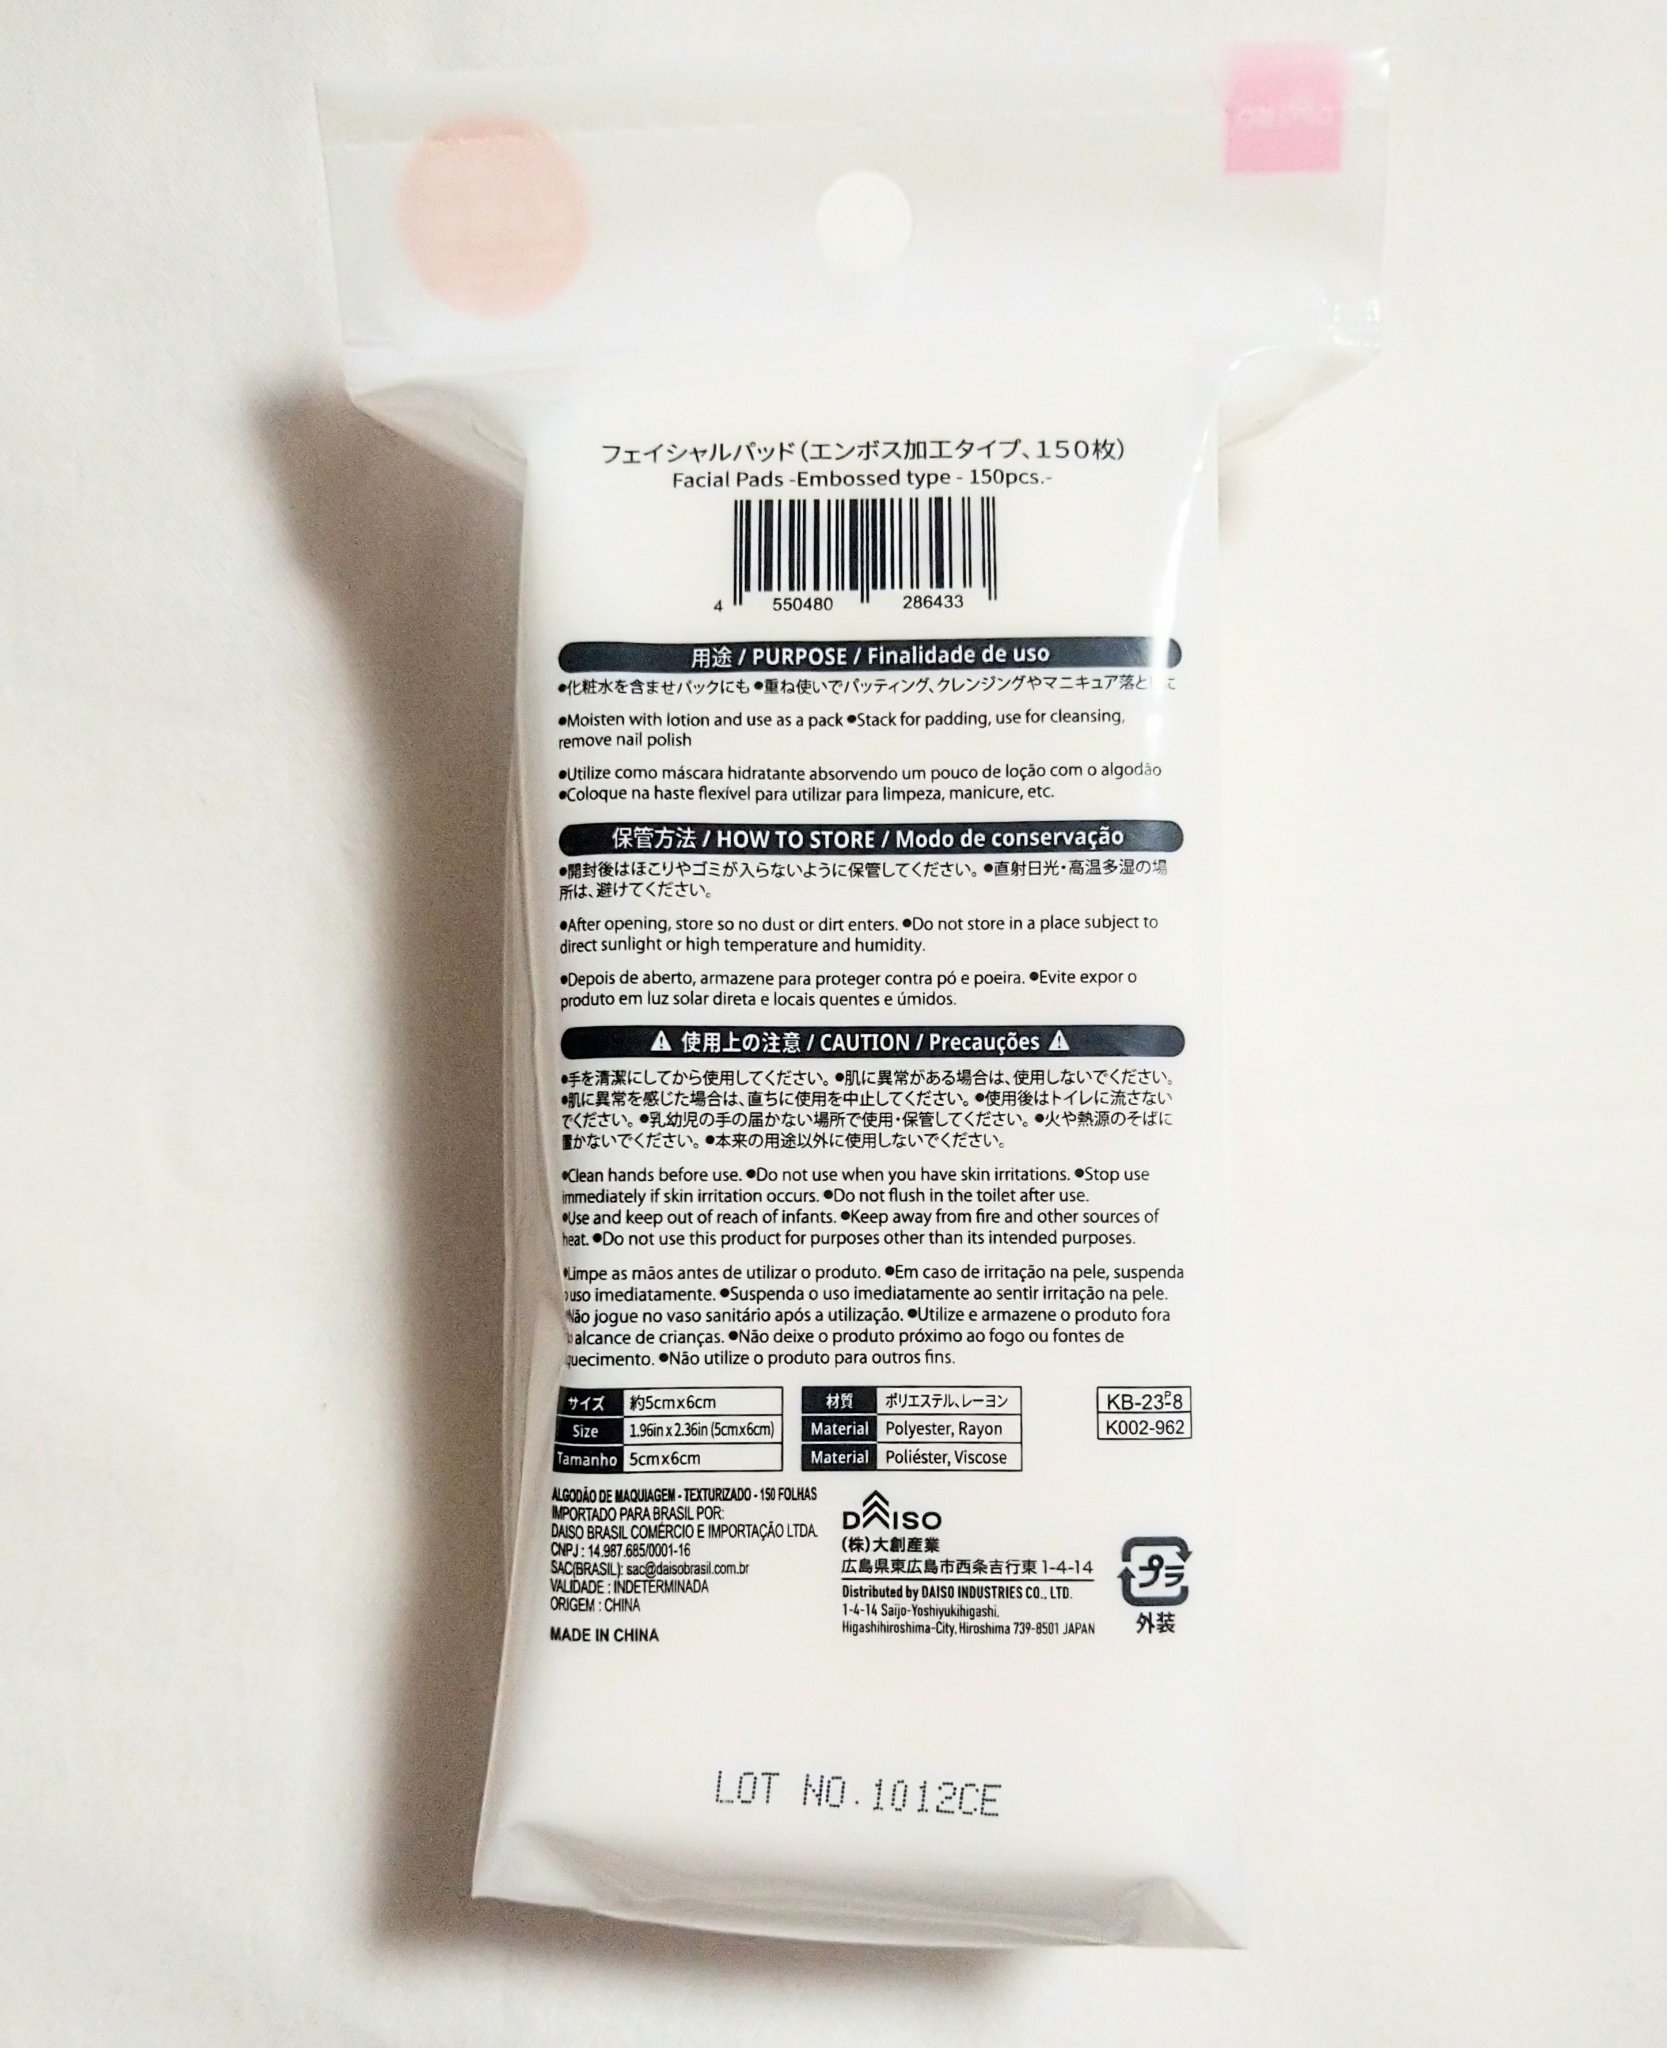 フェイシャルパッド（エンボス加工タイプ、150枚）
Facial Pads -Embossed type - 150pcs.-
4 550480 286433
用途 / PURPOSE / Finalidade de uso
●化粧水を含ませパックにも ●重ね使いでパッティング、クレンジングやマニキュア落としに
●Moisten with lotion and use as a pack ●Stack for padding, use for cleansing,
remove nail polish
●Utilize como máscara hidratante absorvendo um pouco de loção com o algodão
●Coloque na haste flexível para utilizar para limpeza, manicure, etc.
保管方法 / HOW TO STORE / Modo de conservação
●開封後はほこりやゴミが入らないように保管してください。●直射日光・高温多湿の場
所は、避けてください。
●After opening, store so no dust or dirt enters. ●Do not store in a place subject to
direct sunlight or high temperature and humidity.
●Depois de aberto, armazene para proteger contra pó e poeira. ●Evite expor o
produto em luz solar direta e locais quentes e úmidos.
⚠ 使用上の注意 / CAUTION / Precauções ⚠
●手を清潔にしてから使用してください。●肌に異常がある場合は、使用しないでください。
●肌に異常を感じた場合は、直ちに使用を中止してください。●使用後はトイレに流さない
でください。●乳幼児の手の届かない場所で使用・保管してください。●火や熱源のそばに
置かないでください。●本来の用途以外に使用しないでください。
●Clean hands before use. ●Do not use when you have skin irritations. ●Stop use
immediately if skin irritation occurs. ●Do not flush in the toilet after use.
●Use and keep out of reach of infants. ●Keep away from fire and other sources of
heat. ●Do not use this product for purposes other than its intended purposes.
●Limpe as mãos antes de utilizar o produto. ●Em caso de irritação na pele, suspenda
o uso imediatamente. ●Suspenda o uso imediatamente ao sentir irritação na pele.
●Não jogue no vaso sanitário após a utilização. ●Utilize e armazene o produto fora
alcance de crianças. ●Não deixe o produto próximo ao fogo ou fontes de
quecimento. ●Não utilize o produto para outros fins.
サイズ 約5cmx6cm
Size 1.96in x 2.36in (5cmx6cm)
Tamanho 5cmx6cm
材質 ポリエステル、レーヨン
Material Polyester, Rayon
Material Poliéster, Viscose
KB-23P-8
K002-962
ALGODÃO DE MAQUIAGEM - TEXTURIZADO - 150 FOLHAS
IMPORTADO PARA BRASIL POR:
DAISO BRASIL COMÉRCIO E IMPORTAÇÃO LTDA.
CNPJ : 14.987.685/0001-16
SAC(BRASIL): sac@daisobrasil.com.br
VALIDADE : INDETERMINADA
ORIGEM : CHINA
MADE IN CHINA
DAISO
(株)大創産業
広島県東広島市西条吉行東 1-4-14
Distributed by DAISO INDUSTRIES CO., LTD.
1-4-14 Saijo-Yoshiyukihigashi,
Higashihiroshima-City, Hiroshima 739-8501 JAPAN
プラ
外装
LOT NO.1012CE